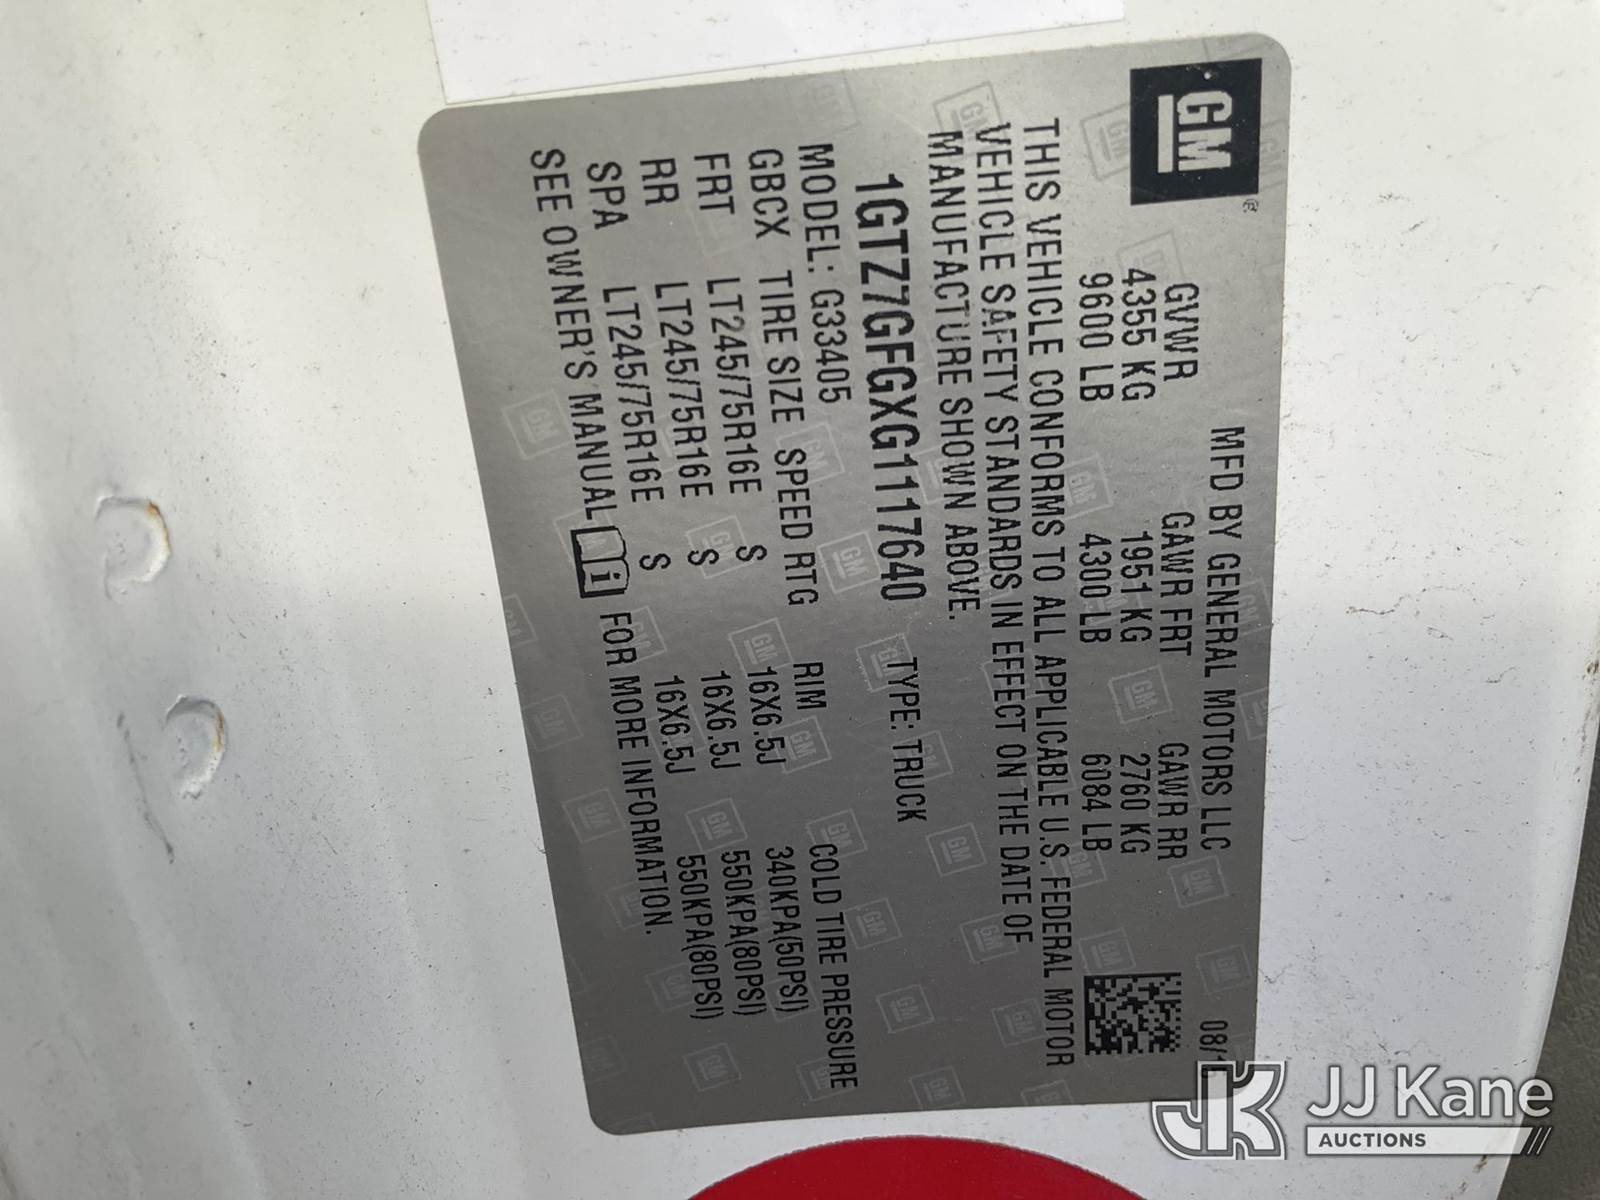 GM®
MFD BY GENERAL MOTORS LLC 08/
GVWR GAWR FRT GAWR RR
4355 KG 1951 KG 2760 KG
9600 LB 4300 LB 6084 LB
THIS VEHICLE CONFORMS TO ALL APPLICABLE U.S. FEDERAL MOTOR
VEHICLE SAFETY STANDARDS IN EFFECT ON THE DATE OF
MANUFACTURE SHOWN ABOVE.
1GTZ7GFGXG1117640 TYPE: TRUCK
MODEL: G33405
GBCX TIRE SIZE SPEED RTG RIM COLD TIRE PRESSURE
FRT LT245/75R16E S 16X6.5J 340KPA(50PSI)
RR LT245/75R16E S 16X6.5J 550KPA(80PSI)
SPA LT245/75R16E S 16X6.5J 550KPA(80PSI)
SEE OWNER'S MANUAL FOR MORE INFORMATION.
JK JJ Kane
AUCTIONS